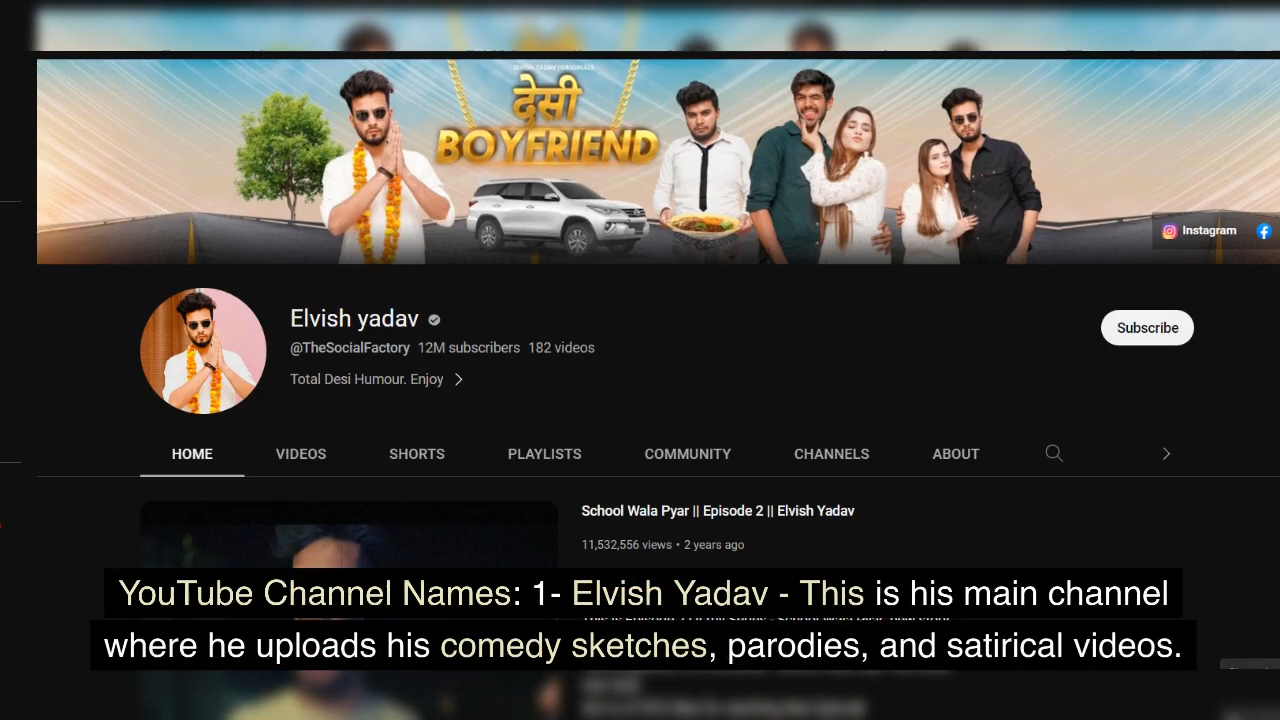 ELVISH YADAV ORIGINALS
देसी
BOYFRIEND
Instagram
Elvish yadav
@TheSocialFactory 12M subscribers 182 videos
Total Desi Humour. Enjoy
Subscribe
HOME VIDEOS SHORTS PLAYLISTS COMMUNITY CHANNELS ABOUT
School Wala Pyar || Episode 2 || Elvish Yadav
11,532,556 views • 2 years ago
YouTube Channel Names: 1- Elvish Yadav - This is his main channel
where he uploads his comedy sketches, parodies, and satirical videos.